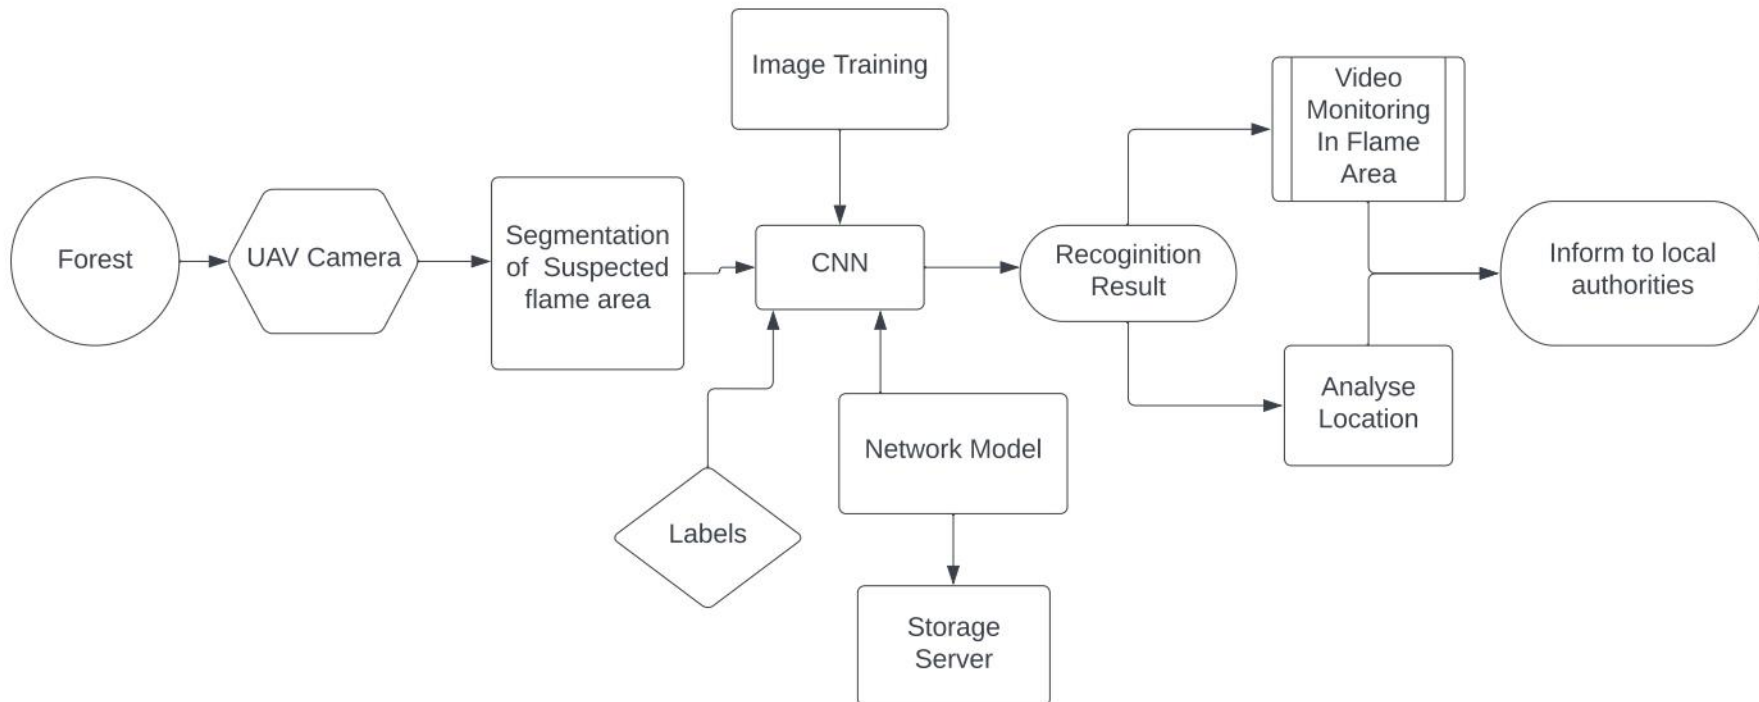 Image Training
Video
Monitoring
In Flame
Area
Forest
UAV Camera
Segmentation
of Suspected
flame area
CNN
Recoginition
Result
Inform to local
authorities
Analyse
Location
Network Model
Labels
Storage
Server